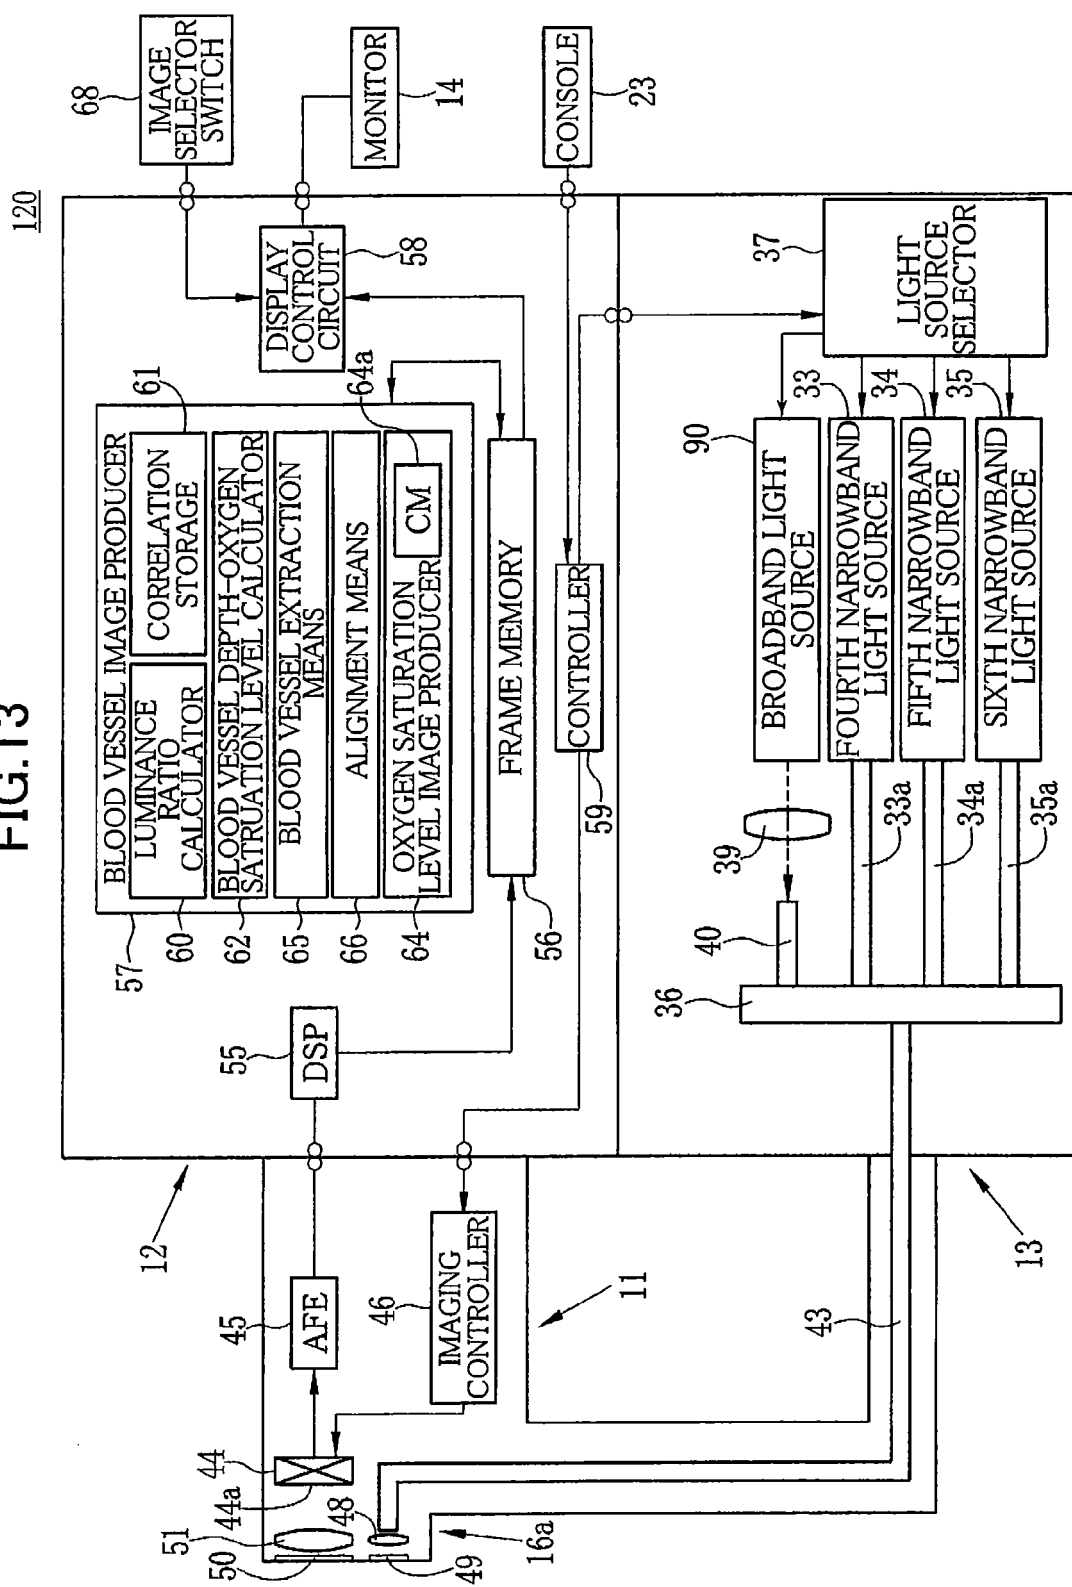 FIG.13
120
68
IMAGE
SELECTOR
SWITCH
MONITOR
14
CONSOLE
23
DISPLAY
CONTROL
CIRCUIT
58
BLOOD VESSEL IMAGE PRODUCER
57
LUMINANCE
RATIO
CALCULATOR
60
CORRELATION
STORAGE
61
BLOOD VESSEL DEPTH-OXYGEN
SATRUATION LEVEL CALCULATOR
62
BLOOD VESSEL EXTRACTION
MEANS
65
ALIGNMENT MEANS
66
OXYGEN SATURATION
LEVEL IMAGE PRODUCER
64
CM
64a
FRAME MEMORY
56
CONTROLLER
59
DSP
55
12
AFE
45
IMAGING
CONTROLLER
46
11
44
44a
51
50
48
49
16a
43
13
36
40
39
BROADBAND LIGHT
SOURCE
90
FOURTH NARROWBAND
LIGHT SOURCE
33
33a
FIFTH NARROWBAND
LIGHT SOURCE
34
34a
SIXTH NARROWBAND
LIGHT SOURCE
35
35a
LIGHT
SOURCE
SELECTOR
37